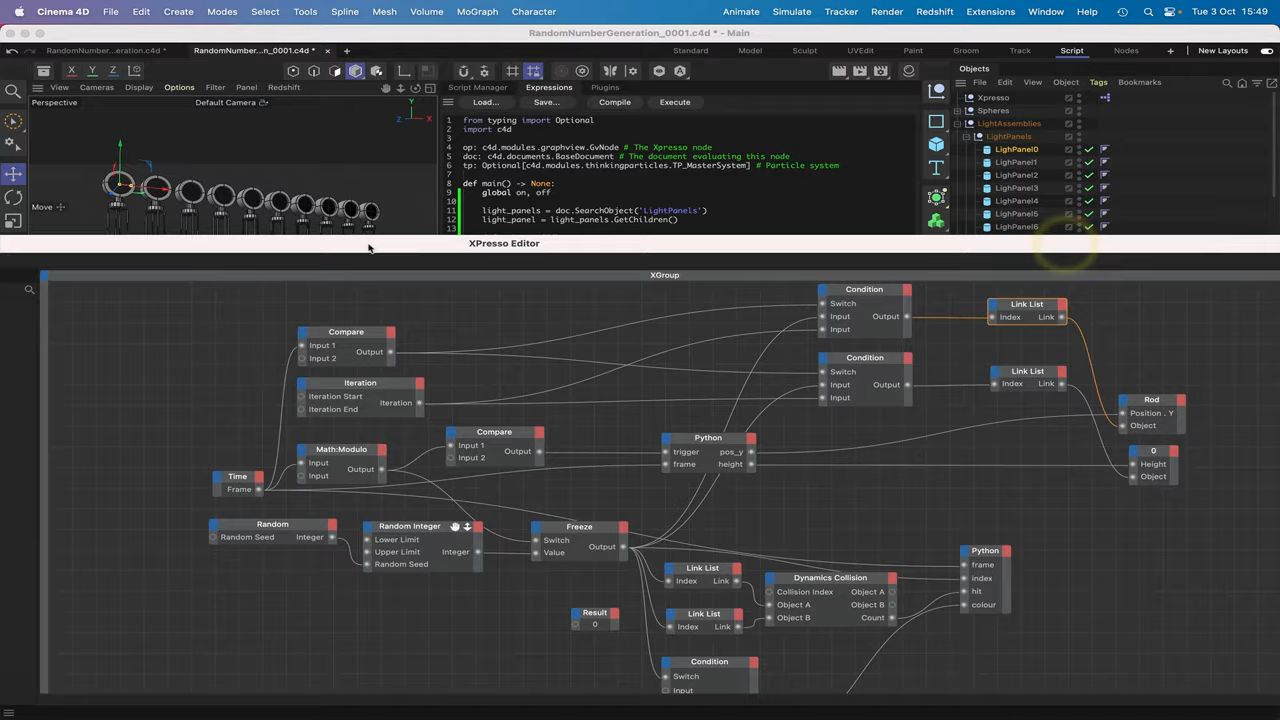 Cinema 4D File Edit Create Modes Select Tools Spline Mesh Volume MoGraph Character Animate Simulate Tracker Render Redshift Extensions Window Help Tue 3 Oct 15:49
RandomNumberGeneration_0001.c4d * - Main
RandomNumber...eration.c4d * RandomNumber...n_0001.c4d * Standard Model Sculpt UVEdit Paint Groom Track Script Nodes New Layouts
X Y Z
View Cameras Display Options Filter Panel Redshift
Script Manager Expressions Plugins
Objects
File Edit View Object Tags Bookmarks
Perspective Default Camera
Load... Save... Compile Execute
Y
Z X
Move
1 from typing import Optional
2 import c4d
3
4 op: c4d.modules.graphview.GvNode # The Xpresso node
5 doc: c4d.documents.BaseDocument # The document evaluating this node
6 tp: Optional[c4d.modules.thinkingparticles.TP_MasterSystem] # Particle system
7
8 def main() -> None:
9 global on, off
10
11 light_panels = doc.SearchObject('LightPanels')
12 light_panel = light_panels.GetChildren()
13
Xpresso
Spheres
LightAssemblies
LightPanels
LighPanel0
LighPanel1
LighPanel2
LighPanel3
LighPanel4
LighPanel5
LighPanel6
XPresso Editor
XGroup
Compare
Input 1
Output
Input 2
Iteration
Iteration Start
Iteration
Iteration End
Math:Modulo
Input
Output
Input
Compare
Input 1
Output
Input 2
Time
Frame
Random
Random Seed Integer
Random Integer
Lower Limit
Upper Limit Integer
Random Seed
Freeze
Switch
Output
Value
Result
0
Python
trigger pos_y
frame height
Condition
Switch
Input Output
Input
Condition
Switch
Input Output
Input
Link List
Index Link
Link List
Index Link
Rod
Position . Y
Object
0
Height
Object
Link List
Index Link
Link List
Index Link
Dynamics Collision
Collision Index Object A
Object A Object B
Object B Count
Python
frame
index
hit
colour
Condition
Switch
Input